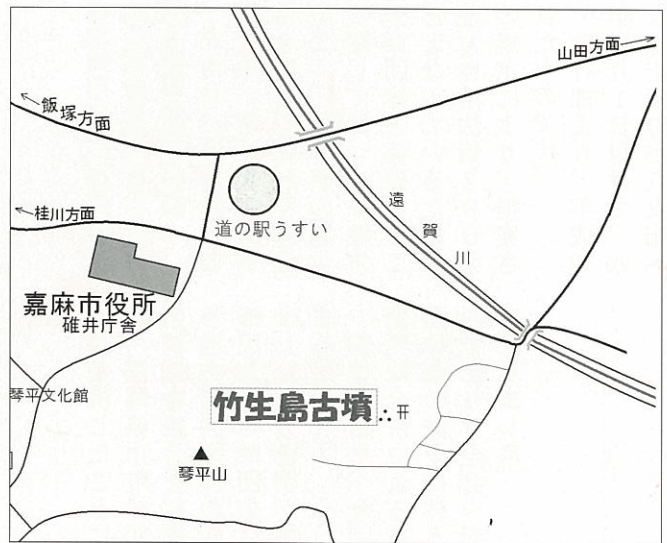 山田方面
飯塚方面
桂川方面
道の駅うすい
遠賀川
嘉麻市役所
碓井庁舎
琴平文化館
竹生島古墳
琴平山